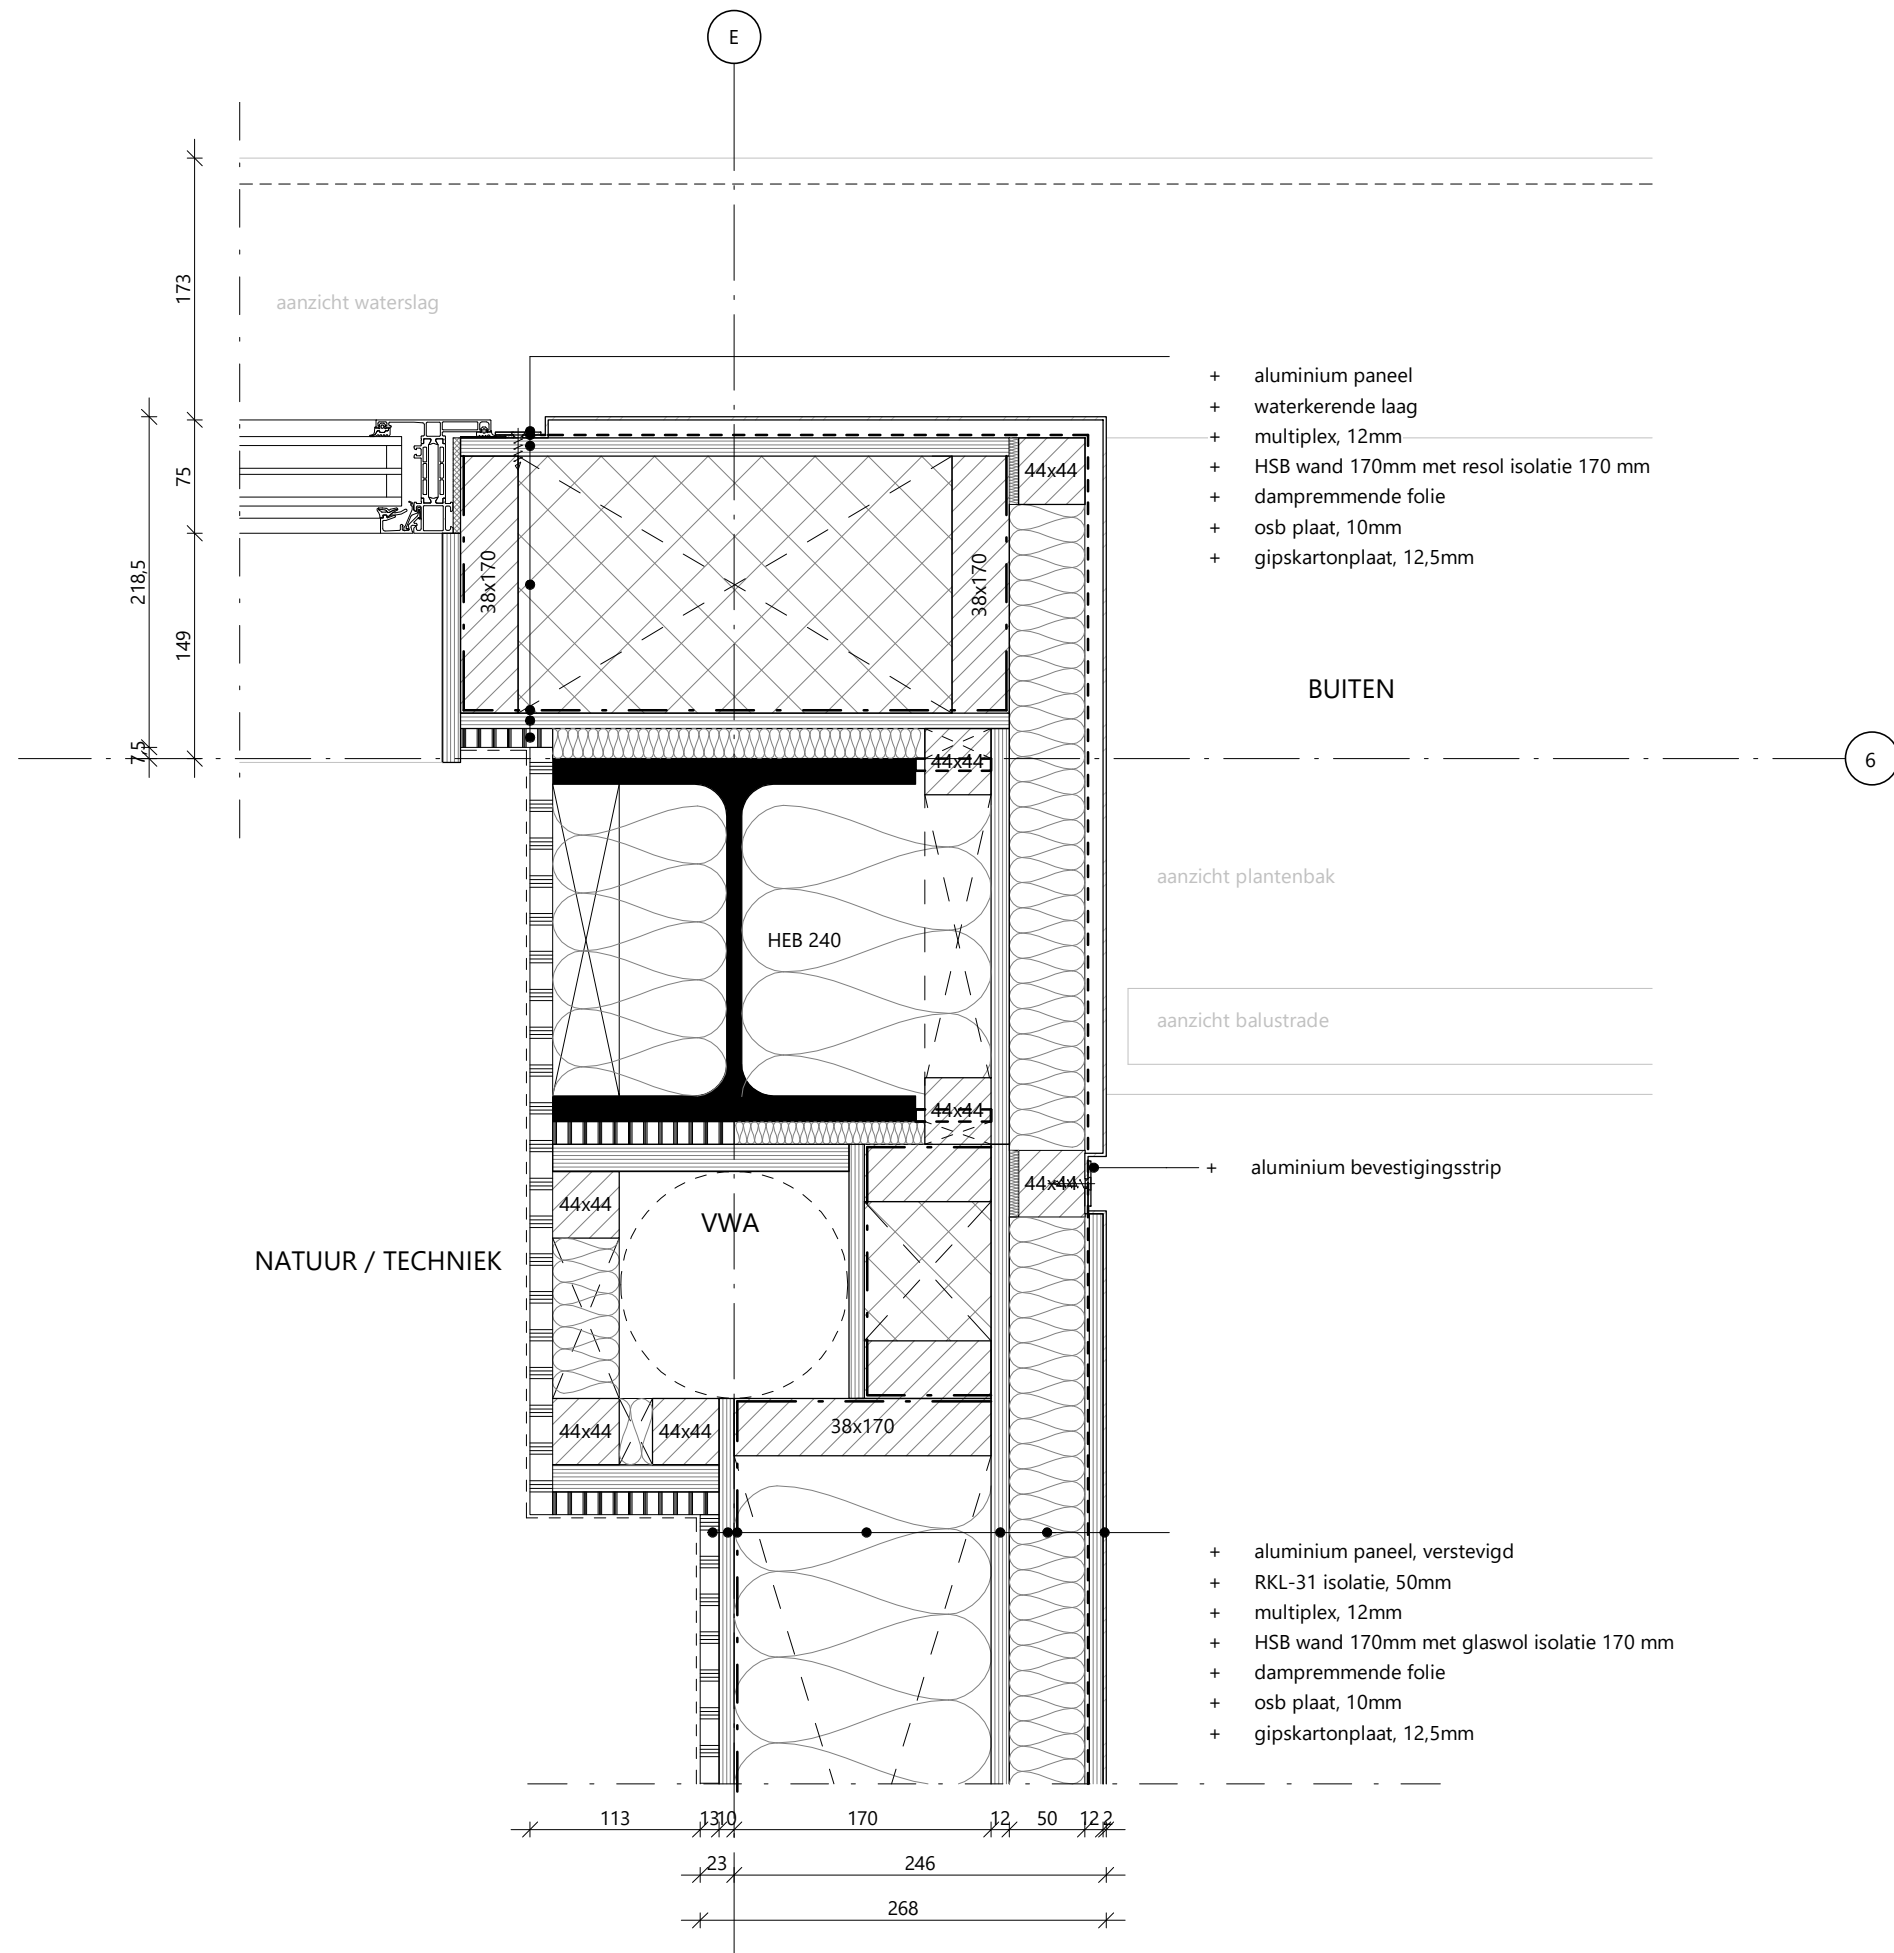 E
173
aanzicht waterslag
+ aluminium paneel
+ waterkerende laag
+ multiplex, 12mm
+ HSB wand 170mm met resol isolatie 170 mm
+ dampremmende folie
+ osb plaat, 10mm
+ gipskartonplaat, 12,5mm
75
44x44
218,5
38x170
38x170
149
BUITEN
7,5
44x44
6
aanzicht plantenbak
HEB 240
aanzicht balustrade
44x44
+ aluminium bevestigingsstrip
44x44
44x44
VWA
NATUUR / TECHNIEK
44x44
44x44
38x170
+ aluminium paneel, verstevigd
+ RKL-31 isolatie, 50mm
+ multiplex, 12mm
+ HSB wand 170mm met glaswol isolatie 170 mm
+ dampremmende folie
+ osb plaat, 10mm
+ gipskartonplaat, 12,5mm
113 13 10 170 12 50 12 2
23 246
268